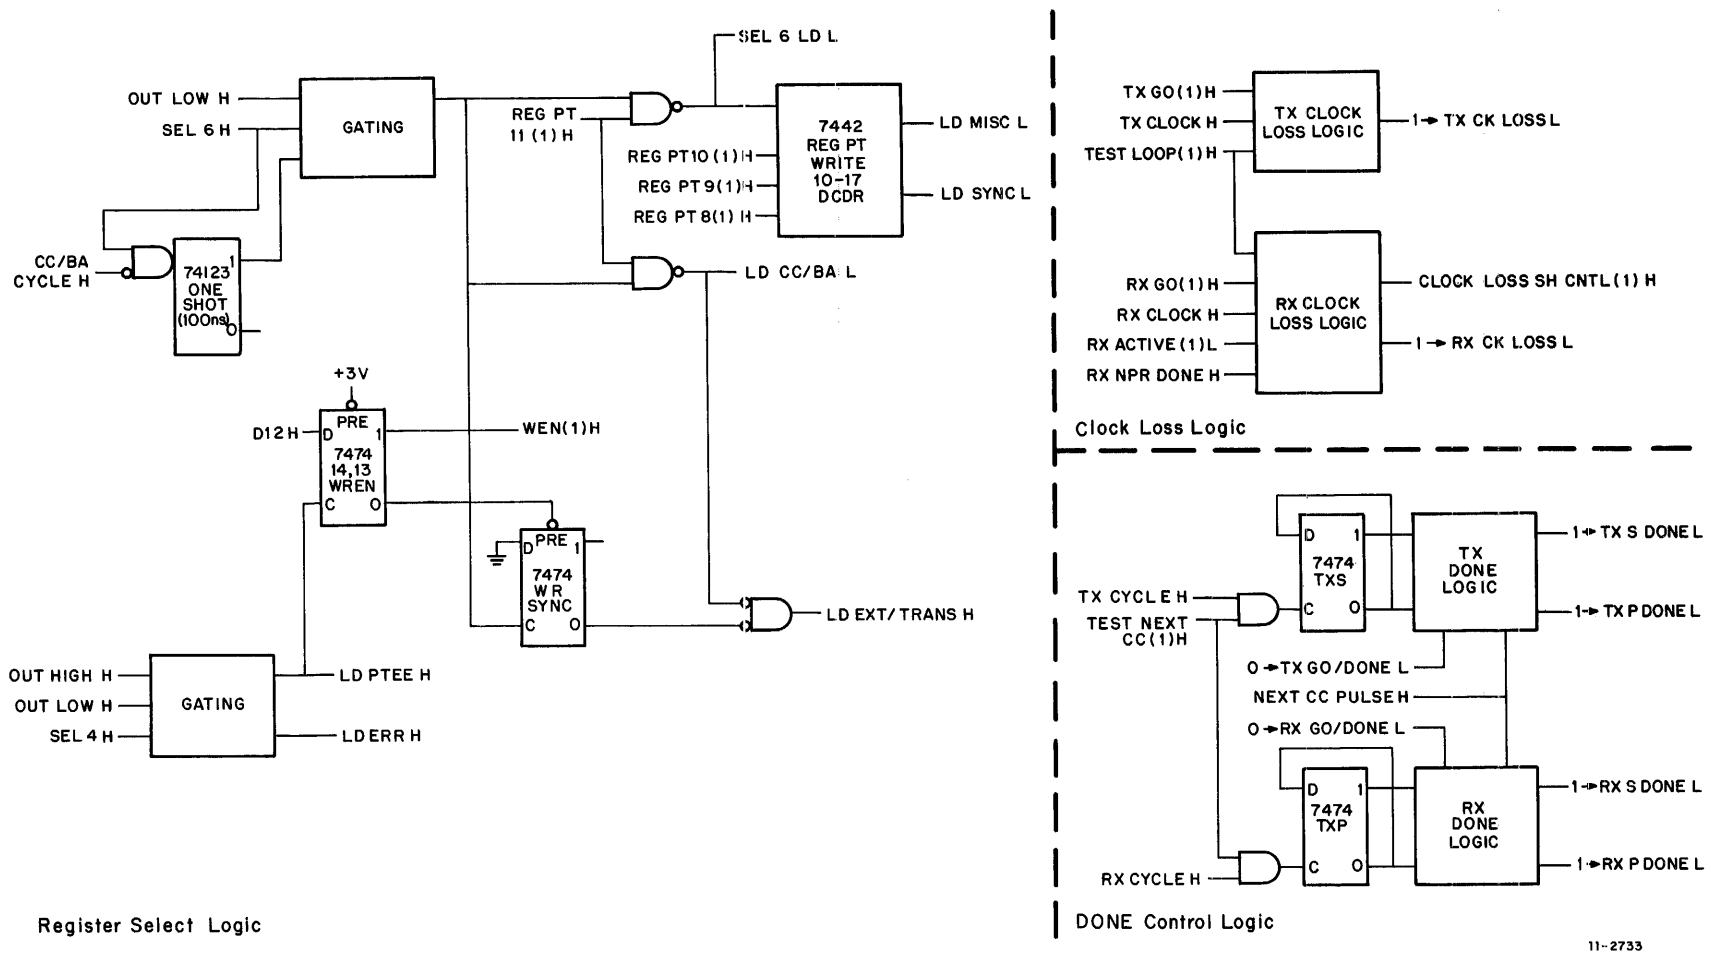 SEL 6 LD L
OUT LOW H
SEL 6 H
GATING
REG PT
11 (1) H
REG PT10 (1) H
REG PT 9(1) H
REG PT 8(1) H
7442
REG PT
WRITE
10-17
DCDR
LD MISC L
LD SYNC L
CC/BA
CYCLE H
74123
ONE
SHOT
(100ns)
1
0
LD CC/BA L
+3V
D12 H
PRE
D 1
7474
14,13
WREN
C 0
WEN(1)H
D PRE 1
7474
WR
SYNC
C 0
LD EXT/TRANS H
OUT HIGH H
OUT LOW H
SEL 4 H
GATING
LD PTEE H
LD ERR H
Register Select Logic
TX GO(1) H
TX CLOCK H
TEST LOOP(1) H
TX CLOCK
LOSS LOGIC
1→ TX CK LOSS L
RX GO(1) H
RX CLOCK H
RX ACTIVE(1) L
RX NPR DONE H
RX CLOCK
LOSS LOGIC
CLOCK LOSS SH CNTL(1) H
1→ RX CK LOSS L
Clock Loss Logic
TX CYCLE H
TEST NEXT
CC(1)H
D 1
7474
TXS
C 0
TX
DONE
LOGIC
1→TX S DONE L
1→TX P DONE L
0→TX GO/DONE L
NEXT CC PULSE H
0→RX GO/DONE L
D 1
7474
TXP
C 0
RX
DONE
LOGIC
1→RX S DONE L
1→RX P DONE L
RX CYCLE H
DONE Control Logic
11-2733